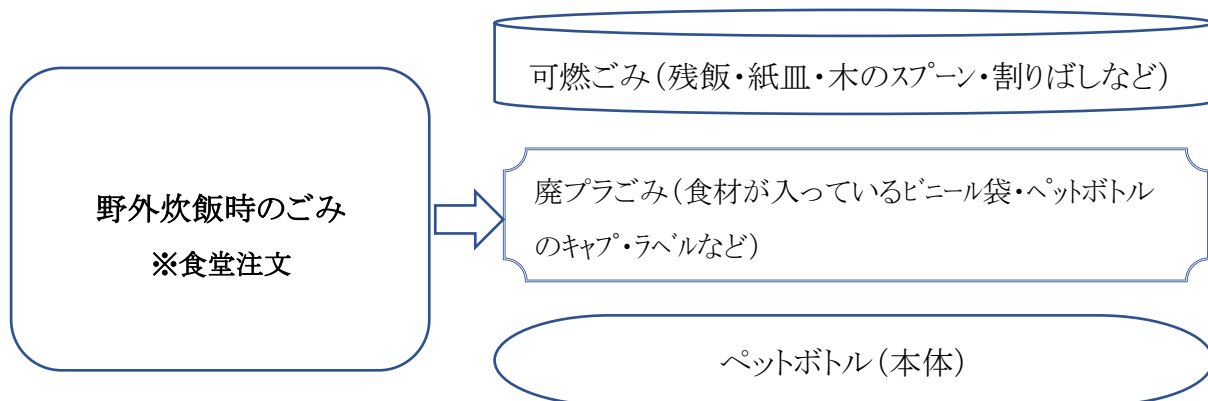 野外炊飯時のごみ
※食堂注文
可燃ごみ(残飯・紙皿・木のｽﾌﾟｰﾝ・割りばしなど)
廃プラごみ(食材が入っているﾋﾞﾆｰﾙ袋・ﾍﾟｯﾄﾎﾞﾄﾙ
のｷｬﾌﾟ・ﾗﾍﾞﾙなど)
ペットボトル(本体)